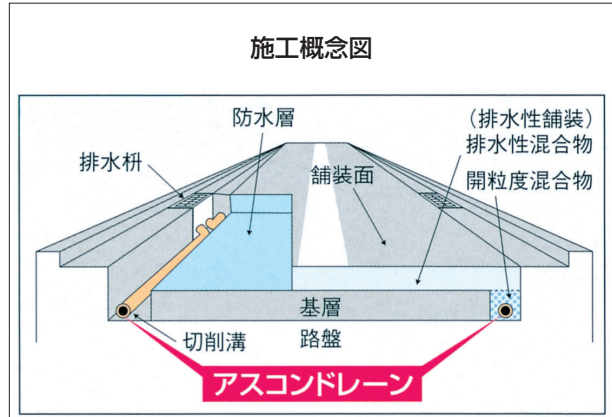 施工概念図
防水層
排水枡
(排水性舗装)
排水性混合物
舗装面
開粒度混合物
基層
切削溝
路盤
アスコンドレーン